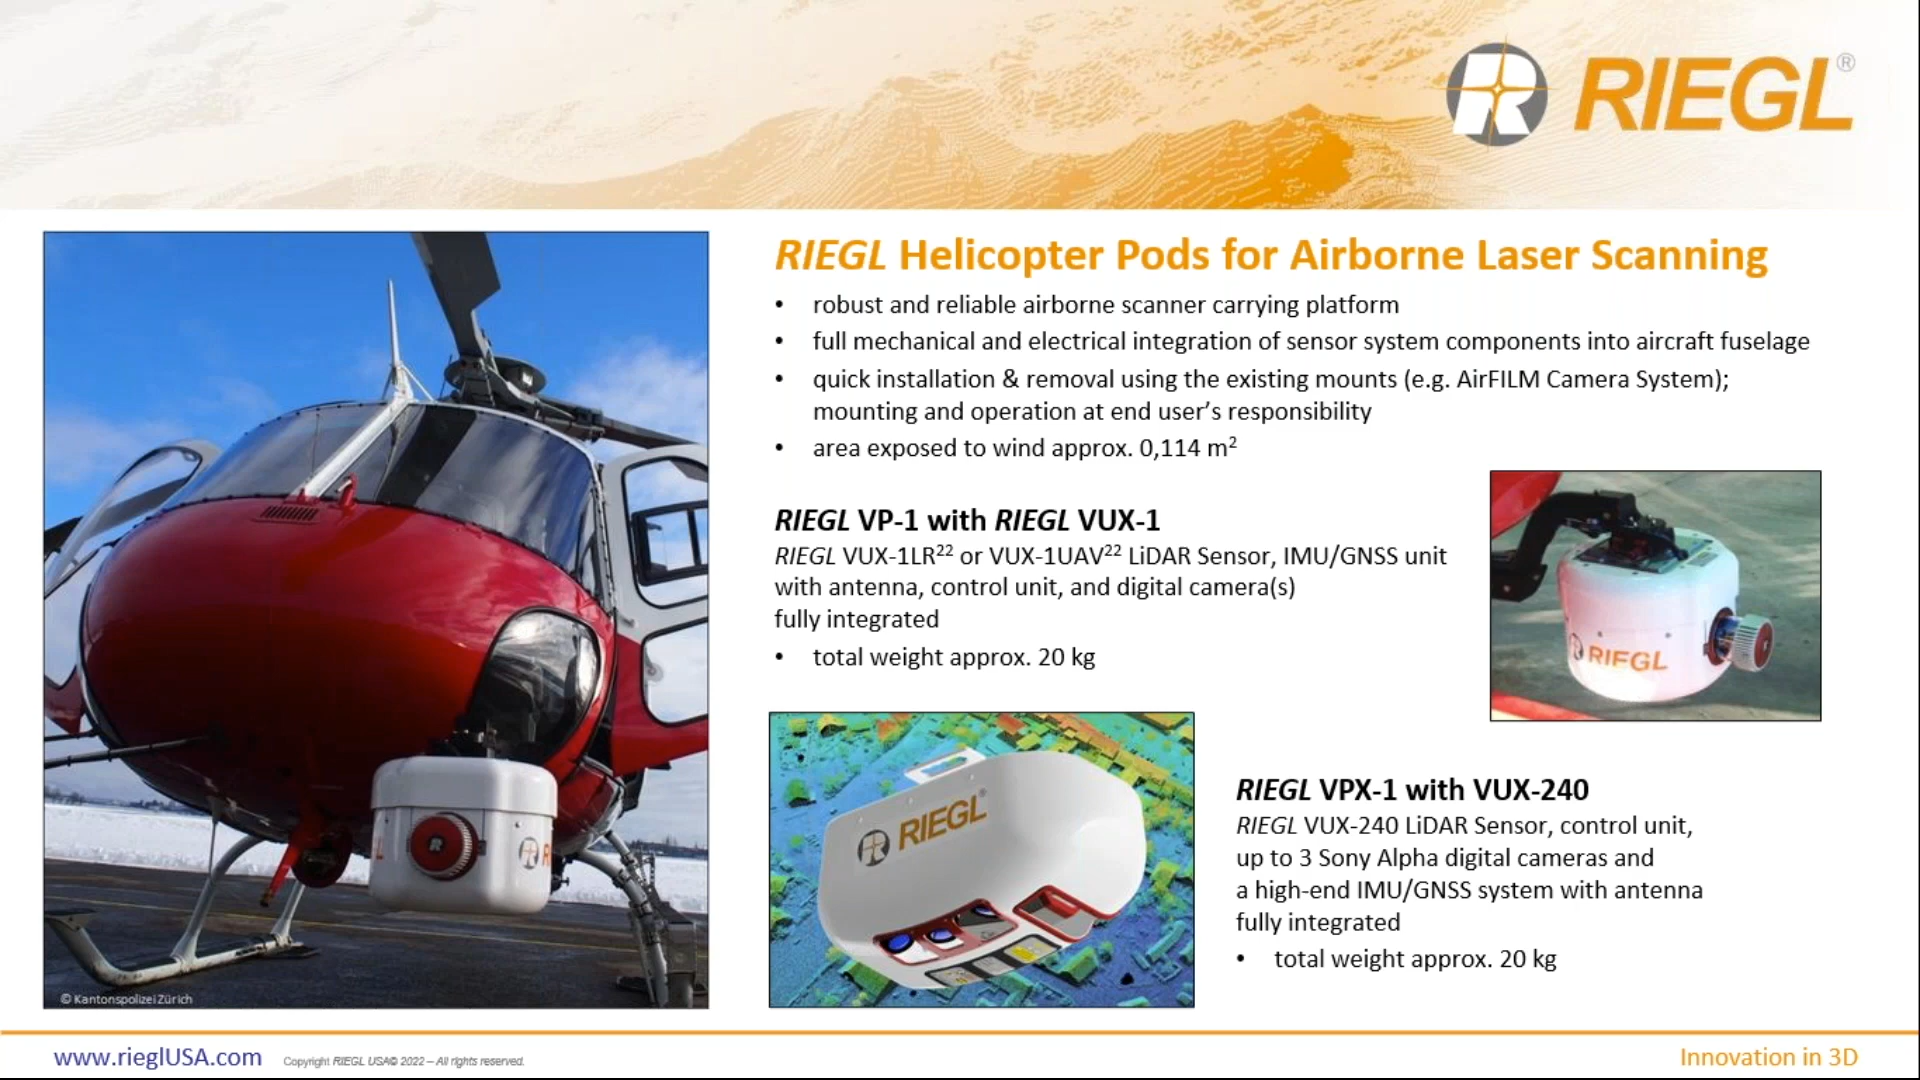 RIEGL®
RIEGL Helicopter Pods for Airborne Laser Scanning
• robust and reliable airborne scanner carrying platform
• full mechanical and electrical integration of sensor system components into aircraft fuselage
• quick installation & removal using the existing mounts (e.g. AirFILM Camera System);
mounting and operation at end user’s responsibility
• area exposed to wind approx. 0,114 m²
RIEGL VP-1 with RIEGL VUX-1
RIEGL VUX-1LR²² or VUX-1UAV²² LiDAR Sensor, IMU/GNSS unit
with antenna, control unit, and digital camera(s)
fully integrated
• total weight approx. 20 kg
RIEGL
RIEGL®
RIEGL VPX-1 with VUX-240
RIEGL VUX-240 LiDAR Sensor, control unit,
up to 3 Sony Alpha digital cameras and
a high-end IMU/GNSS system with antenna
fully integrated
• total weight approx. 20 kg
© Kantonspolizei Zürich
www.rieglUSA.com
Copyright RIEGL USA© 2022 – All rights reserved.
Innovation in 3D